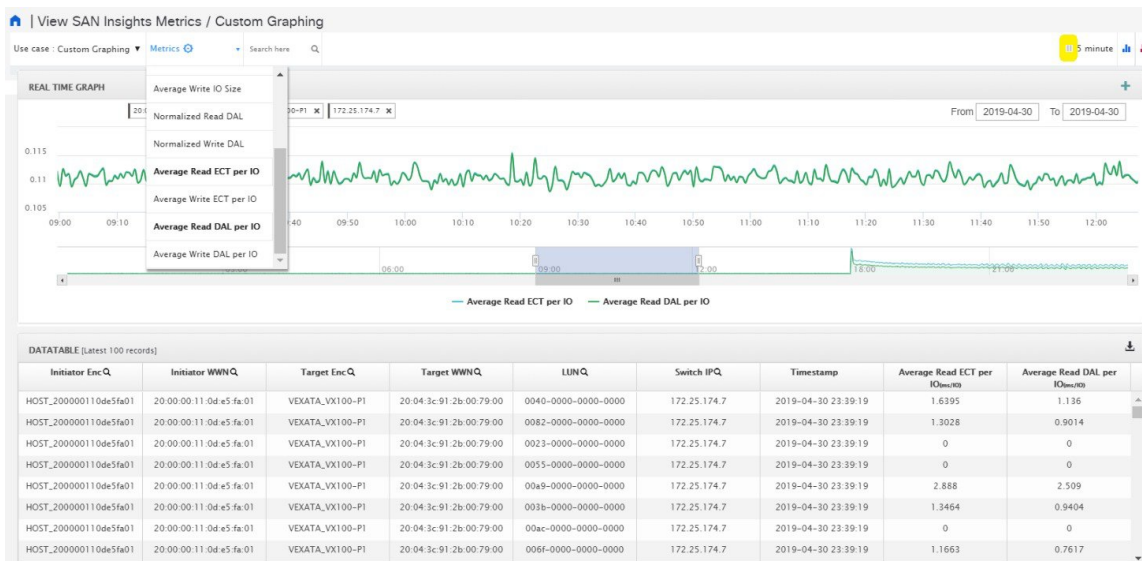 | View SAN Insights Metrics / Custom Graphing
Use case : Custom Graphing ▼ Metrics Search here 5 minute
REAL TIME GRAPH
Average Write IO Size
Normalized Read DAL
Normalized Write DAL
Average Read ECT per IO
Average Write ECT per IO
Average Read DAL per IO
Average Write DAL per IO
20:0 00-P1 × 172.25.174.7 ×
From 2019-04-30 To 2019-04-30
0.115
0.11
0.105
09:00 09:10 :40 09:50 10:00 10:10 10:20 10:30 10:40 10:50 11:00 11:10 11:20 11:30 11:40 11:50 12:00
06:00 09:00 12:00 18:00 21:00
Average Read ECT per IO Average Read DAL per IO
DATATABLE [Latest 100 records]
Initiator Enc Initiator WWN Target Enc Target WWN LUN Switch IP Timestamp Average Read ECT per IO(ms/IO) Average Read DAL per IO(ms/IO)
HOST_200000110de5fa01 20:00:00:11:0d:e5:fa:01 VEXATA_VX100-P1 20:04:3c:91:2b:00:79:00 0040-0000-0000-0000 172.25.174.7 2019-04-30 23:39:19 1.6395 1.136
HOST_200000110de5fa01 20:00:00:11:0d:e5:fa:01 VEXATA_VX100-P1 20:04:3c:91:2b:00:79:00 0082-0000-0000-0000 172.25.174.7 2019-04-30 23:39:19 1.3028 0.9014
HOST_200000110de5fa01 20:00:00:11:0d:e5:fa:01 VEXATA_VX100-P1 20:04:3c:91:2b:00:79:00 0023-0000-0000-0000 172.25.174.7 2019-04-30 23:39:19 0 0
HOST_200000110de5fa01 20:00:00:11:0d:e5:fa:01 VEXATA_VX100-P1 20:04:3c:91:2b:00:79:00 0055-0000-0000-0000 172.25.174.7 2019-04-30 23:39:19 0 0
HOST_200000110de5fa01 20:00:00:11:0d:e5:fa:01 VEXATA_VX100-P1 20:04:3c:91:2b:00:79:00 00a9-0000-0000-0000 172.25.174.7 2019-04-30 23:39:19 2.888 2.509
HOST_200000110de5fa01 20:00:00:11:0d:e5:fa:01 VEXATA_VX100-P1 20:04:3c:91:2b:00:79:00 003b-0000-0000-0000 172.25.174.7 2019-04-30 23:39:19 1.3464 0.9404
HOST_200000110de5fa01 20:00:00:11:0d:e5:fa:01 VEXATA_VX100-P1 20:04:3c:91:2b:00:79:00 00ac-0000-0000-0000 172.25.174.7 2019-04-30 23:39:19 0 0
HOST_200000110de5fa01 20:00:00:11:0d:e5:fa:01 VEXATA_VX100-P1 20:04:3c:91:2b:00:79:00 006f-0000-0000-0000 172.25.174.7 2019-04-30 23:39:19 1.1663 0.7617